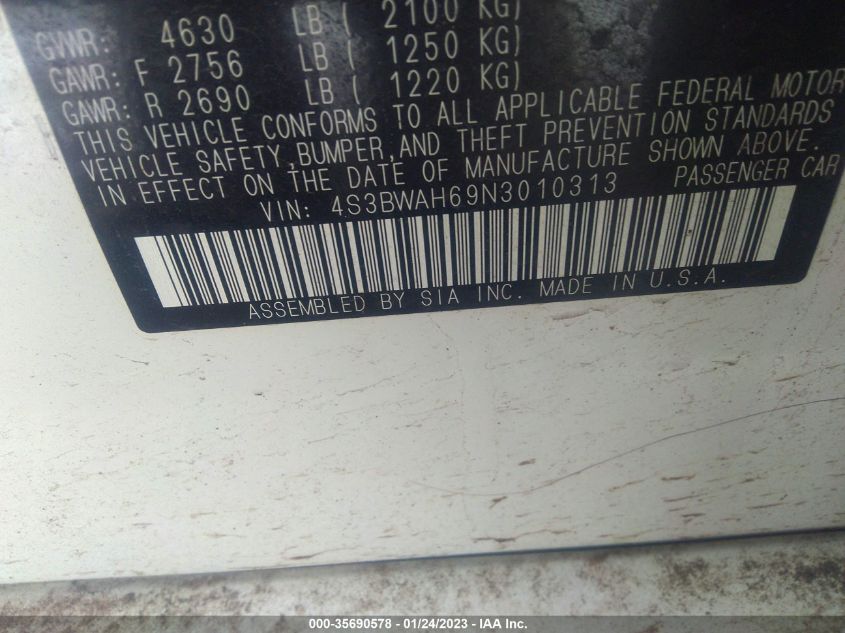 GVWR: 4630 LB ( 2100 KG)
GAWR: F 2756 LB ( 1250 KG)
GAWR: R 2690 LB ( 1220 KG)
THIS VEHICLE CONFORMS TO ALL APPLICABLE FEDERAL MOTOR
VEHICLE SAFETY, BUMPER, AND THEFT PREVENTION STANDARDS
IN EFFECT ON THE DATE OF MANUFACTURE SHOWN ABOVE.
VIN: 4S3BWAH69N3010313 PASSENGER CAR
ASSEMBLED BY SIA INC. MADE IN U.S.A.
000-35690578 - 01/24/2023 - IAA Inc.